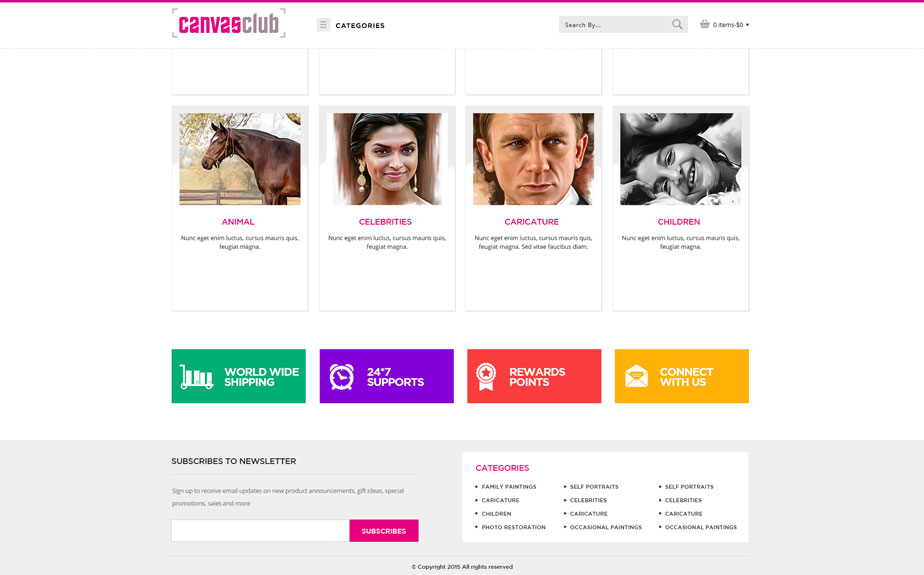 canvasclub
CATEGORIES
Search By...
0 items-$0
ANIMAL
Nunc eget enim luctus, cursus mauris quis,
feugiat magna.
CELEBRITIES
Nunc eget enim luctus, cursus mauris quis,
feugiat magna.
CARICATURE
Nunc eget enim luctus, cursus mauris quis,
feugiat magna. Sed vitae faucibus diam.
CHILDREN
Nunc eget enim luctus, cursus mauris quis,
feugiat magna.
WORLD WIDE
SHIPPING
24*7
SUPPORTS
REWARDS
POINTS
CONNECT
WITH US
SUBSCRIBES TO NEWSLETTER
Sign up to receive email updates on new product announcements, gift ideas, special
promotions, sales and more
SUBSCRIBES
CATEGORIES
FAMILY PAINTINGS
CARICATURE
CHILDREN
PHOTO RESTORATION
SELF PORTRAITS
CELEBRITIES
CARICATURE
OCCASIONAL PAINTINGS
SELF PORTRAITS
CELEBRITIES
CARICATURE
OCCASIONAL PAINTINGS
© Copyright 2015 All rights reserved